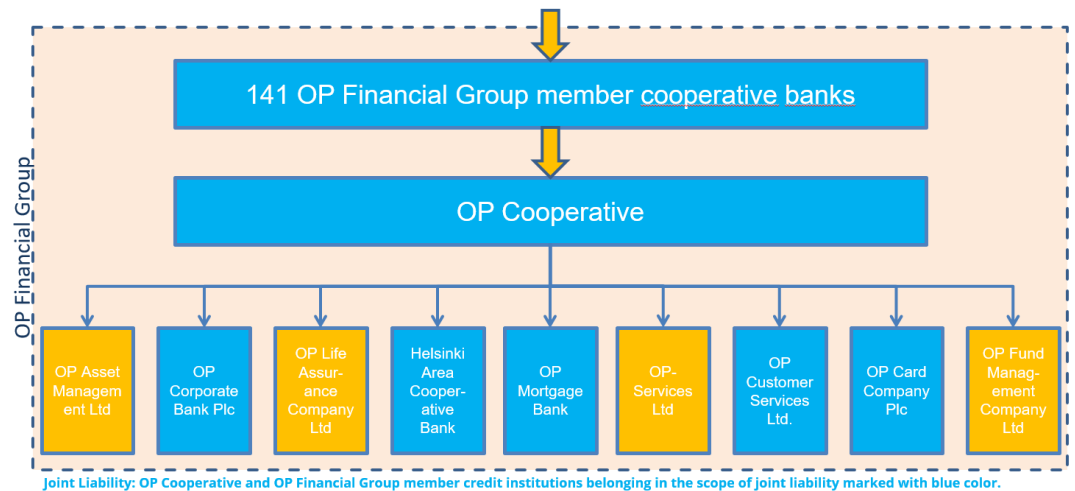 141 OP Financial Group member cooperative banks
OP Cooperative
OP Financial Group
OP Asset
Managem
ent Ltd
OP
Corporate
Bank Plc
OP Life
Assur-
ance
Company
Ltd
Helsinki
Area
Cooper-
ative
Bank
OP
Mortgage
Bank
OP-
Services
Ltd
OP
Customer
Services
Ltd.
OP Card
Company
Plc
OP Fund
Manag-
ement
Company
Ltd
Joint Liability: OP Cooperative and OP Financial Group member credit institutions belonging in the scope of joint liability marked with blue color.